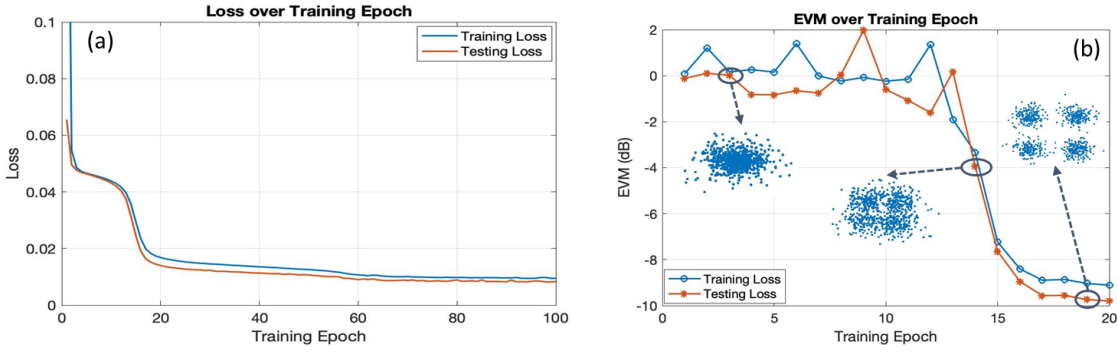 Loss over Training Epoch
(a)
Training Loss
Testing Loss
0.1
0.08
0.06
0.04
0.02
0
Loss
0 20 40 60 80 100
Training Epoch
EVM over Training Epoch
(b)
2
0
-2
-4
-6
-8
-10
EVM (dB)
Training Loss
Testing Loss
0 5 10 15 20
Training Epoch